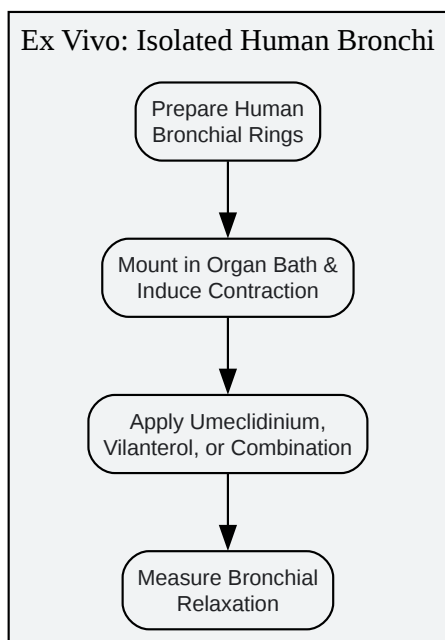 Ex Vivo: Isolated Human Bronchi
Prepare Human
Bronchial Rings
Mount in Organ Bath &
Induce Contraction
Apply Umeclidinium,
Vilanterol, or Combination
Measure Bronchial
Relaxation